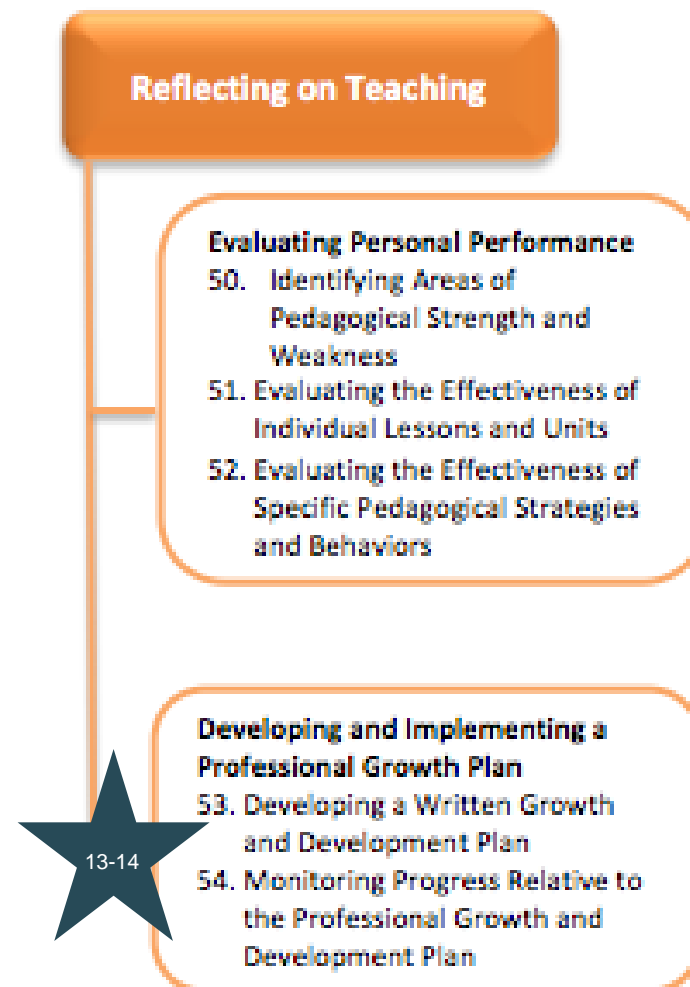 Reflecting on Teaching
Evaluating Personal Performance
50. Identifying Areas of
Pedagogical Strength and
Weakness
51. Evaluating the Effectiveness of
Individual Lessons and Units
52. Evaluating the Effectiveness of
Specific Pedagogical Strategies
and Behaviors
Developing and Implementing a
Professional Growth Plan
53. Developing a Written Growth
and Development Plan
54. Monitoring Progress Relative to
the Professional Growth and
Development Plan
13-14